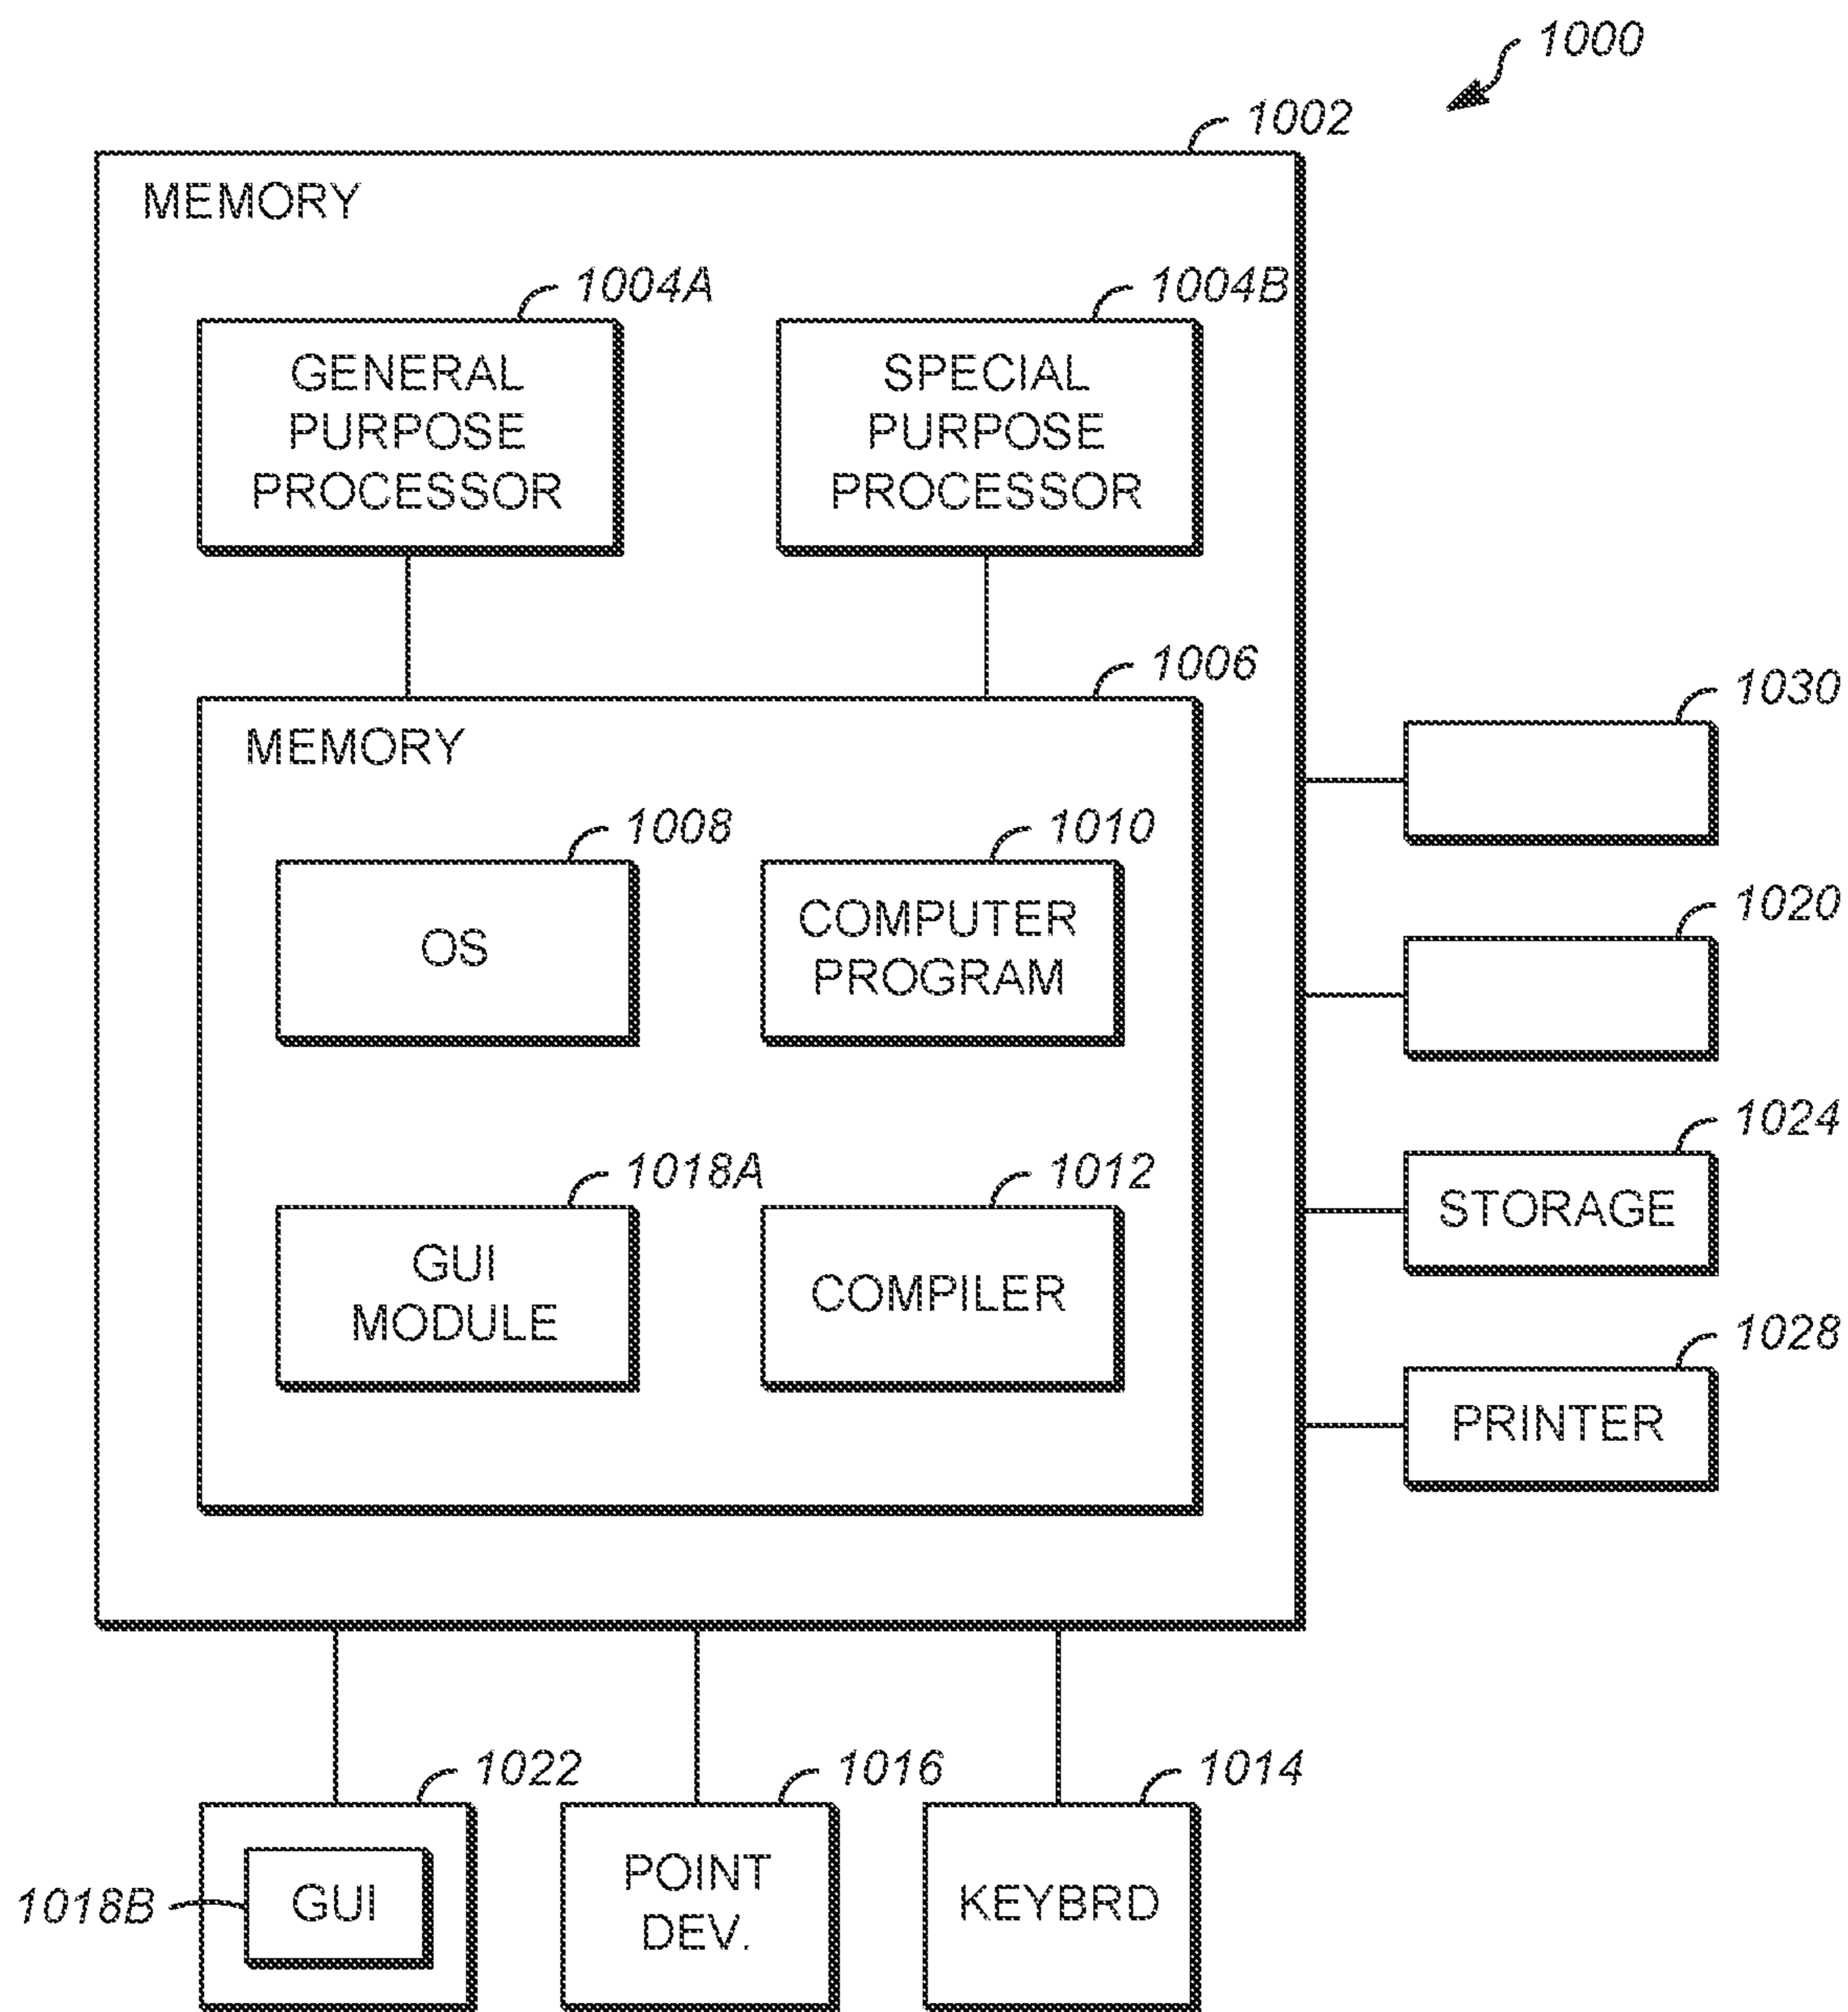 1000
1002
MEMORY
1004A
1004B
GENERAL
PURPOSE
PROCESSOR
SPECIAL
PURPOSE
PROCESSOR
1006
MEMORY
1030
1008
1010
OS
COMPUTER
PROGRAM
1020
1018A
1012
GUI
MODULE
COMPILER
1024
STORAGE
1028
PRINTER
1022
1016
1014
1018B
GUI
POINT
DEV.
KEYBRD